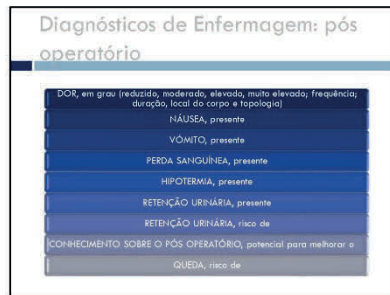 Diagnósticos de Enfermagem: pós
operatório
DOR, em grau (reduzido, moderado, elevado, muito elevado; frequência;
duração, local do corpo e topologia)
NÁUSEA, presente
VÓMITO, presente
PERDA SANGUÍNEA, presente
HIPOTERMIA, presente
RETENÇÃO URINÁRIA, presente
RETENÇÃO URINÁRIA, risco de
CONHECIMENTO SOBRE O PÓS OPERATÓRIO, potencial para melhorar o
QUEDA, risco de